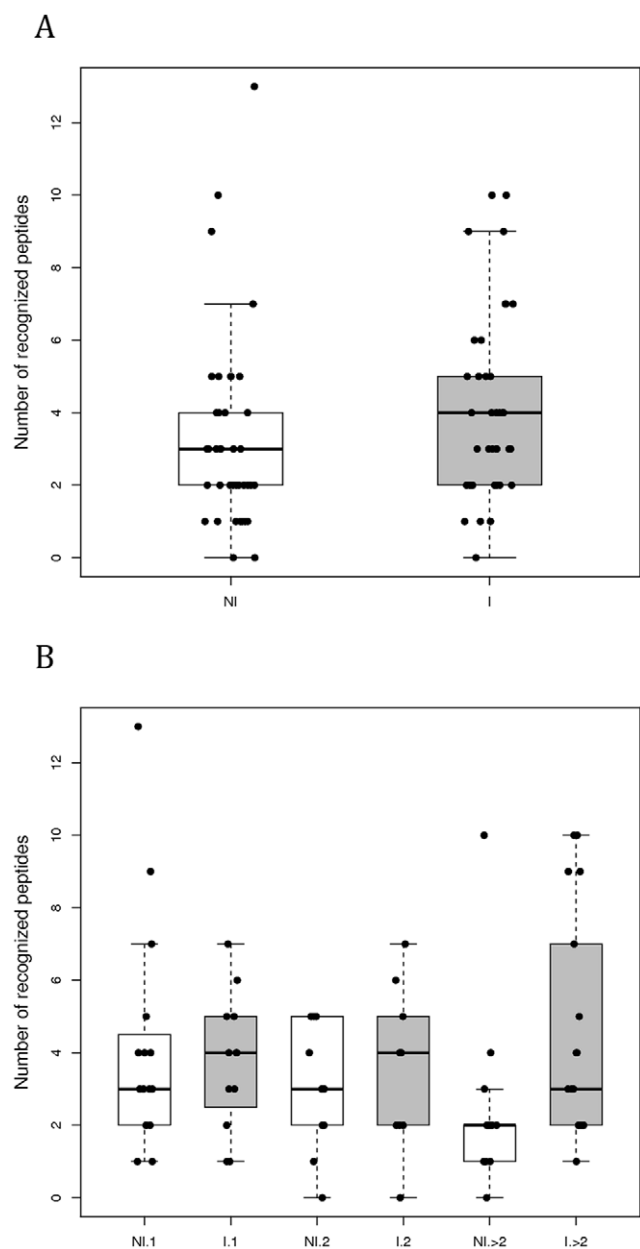 A
Number of recognized peptides
12
10
8
6
4
2
0
NI
I
B
Number of recognized peptides
12
10
8
6
4
2
0
NI.1
I.1
NI.2
I.2
NI.>2
I.>2